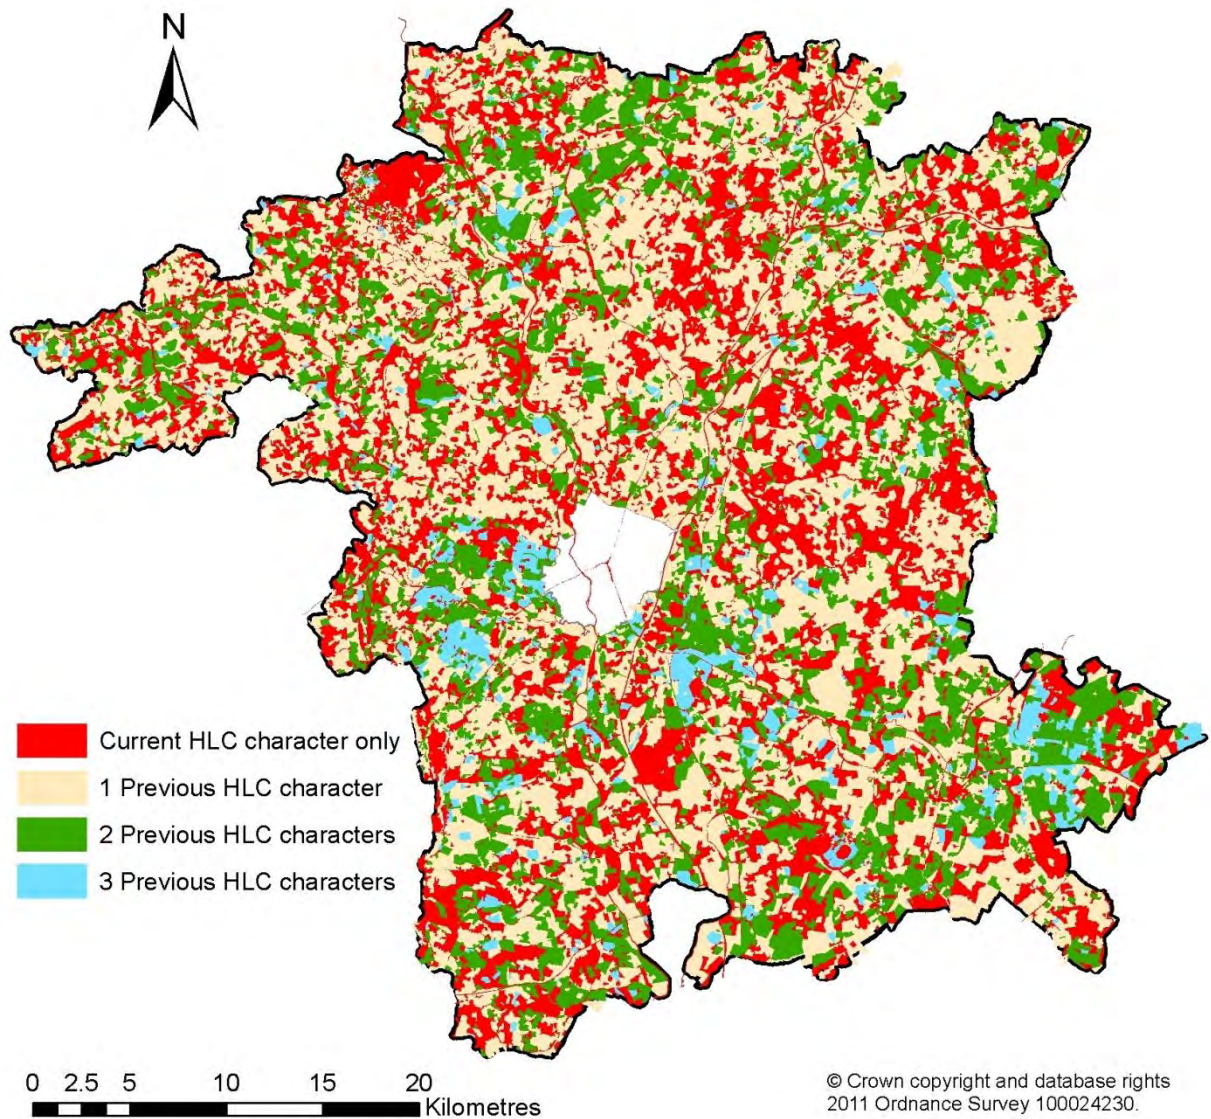 N
Current HLC character only
1 Previous HLC character
2 Previous HLC characters
3 Previous HLC characters
0 2.5 5 10 15 20
Kilometres
© Crown copyright and database rights
2011 Ordnance Survey 100024230.